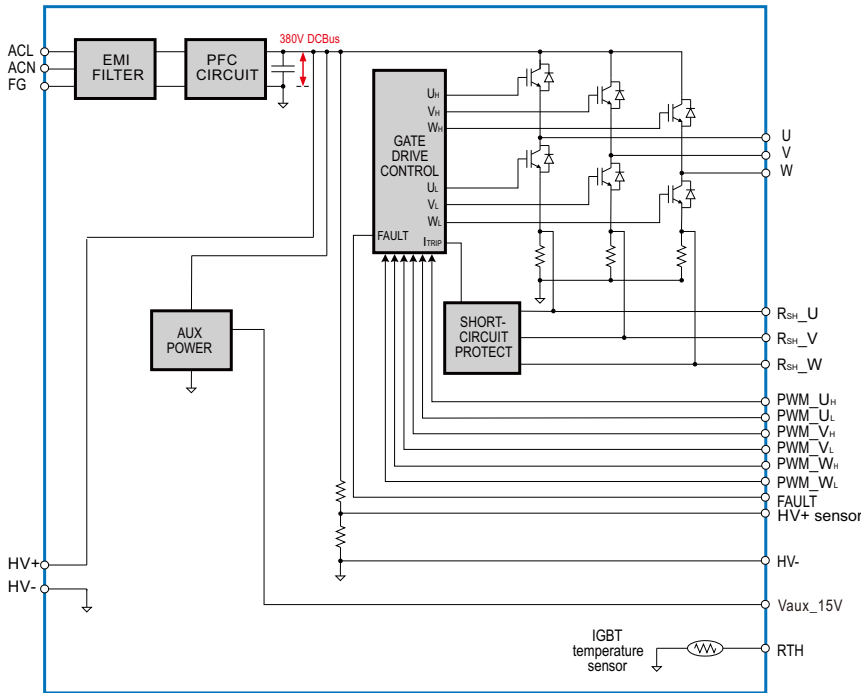 ACL
ACN
FG
EMI
FILTER
PFC
CIRCUIT
380V DCBus
UH
VH
WH
GATE
DRIVE
CONTROL
UL
VL
WL
FAULT
ITRIP
U
V
W
AUX
POWER
SHORT-
CIRCUIT
PROTECT
RSH_U
RSH_V
RSH_W
PWM_UH
PWM_UL
PWM_VH
PWM_VL
PWM_WH
PWM_WL
FAULT
HV+ sensor
HV+
HV-
HV-
Vaux_15V
IGBT
temperature
sensor
RTH